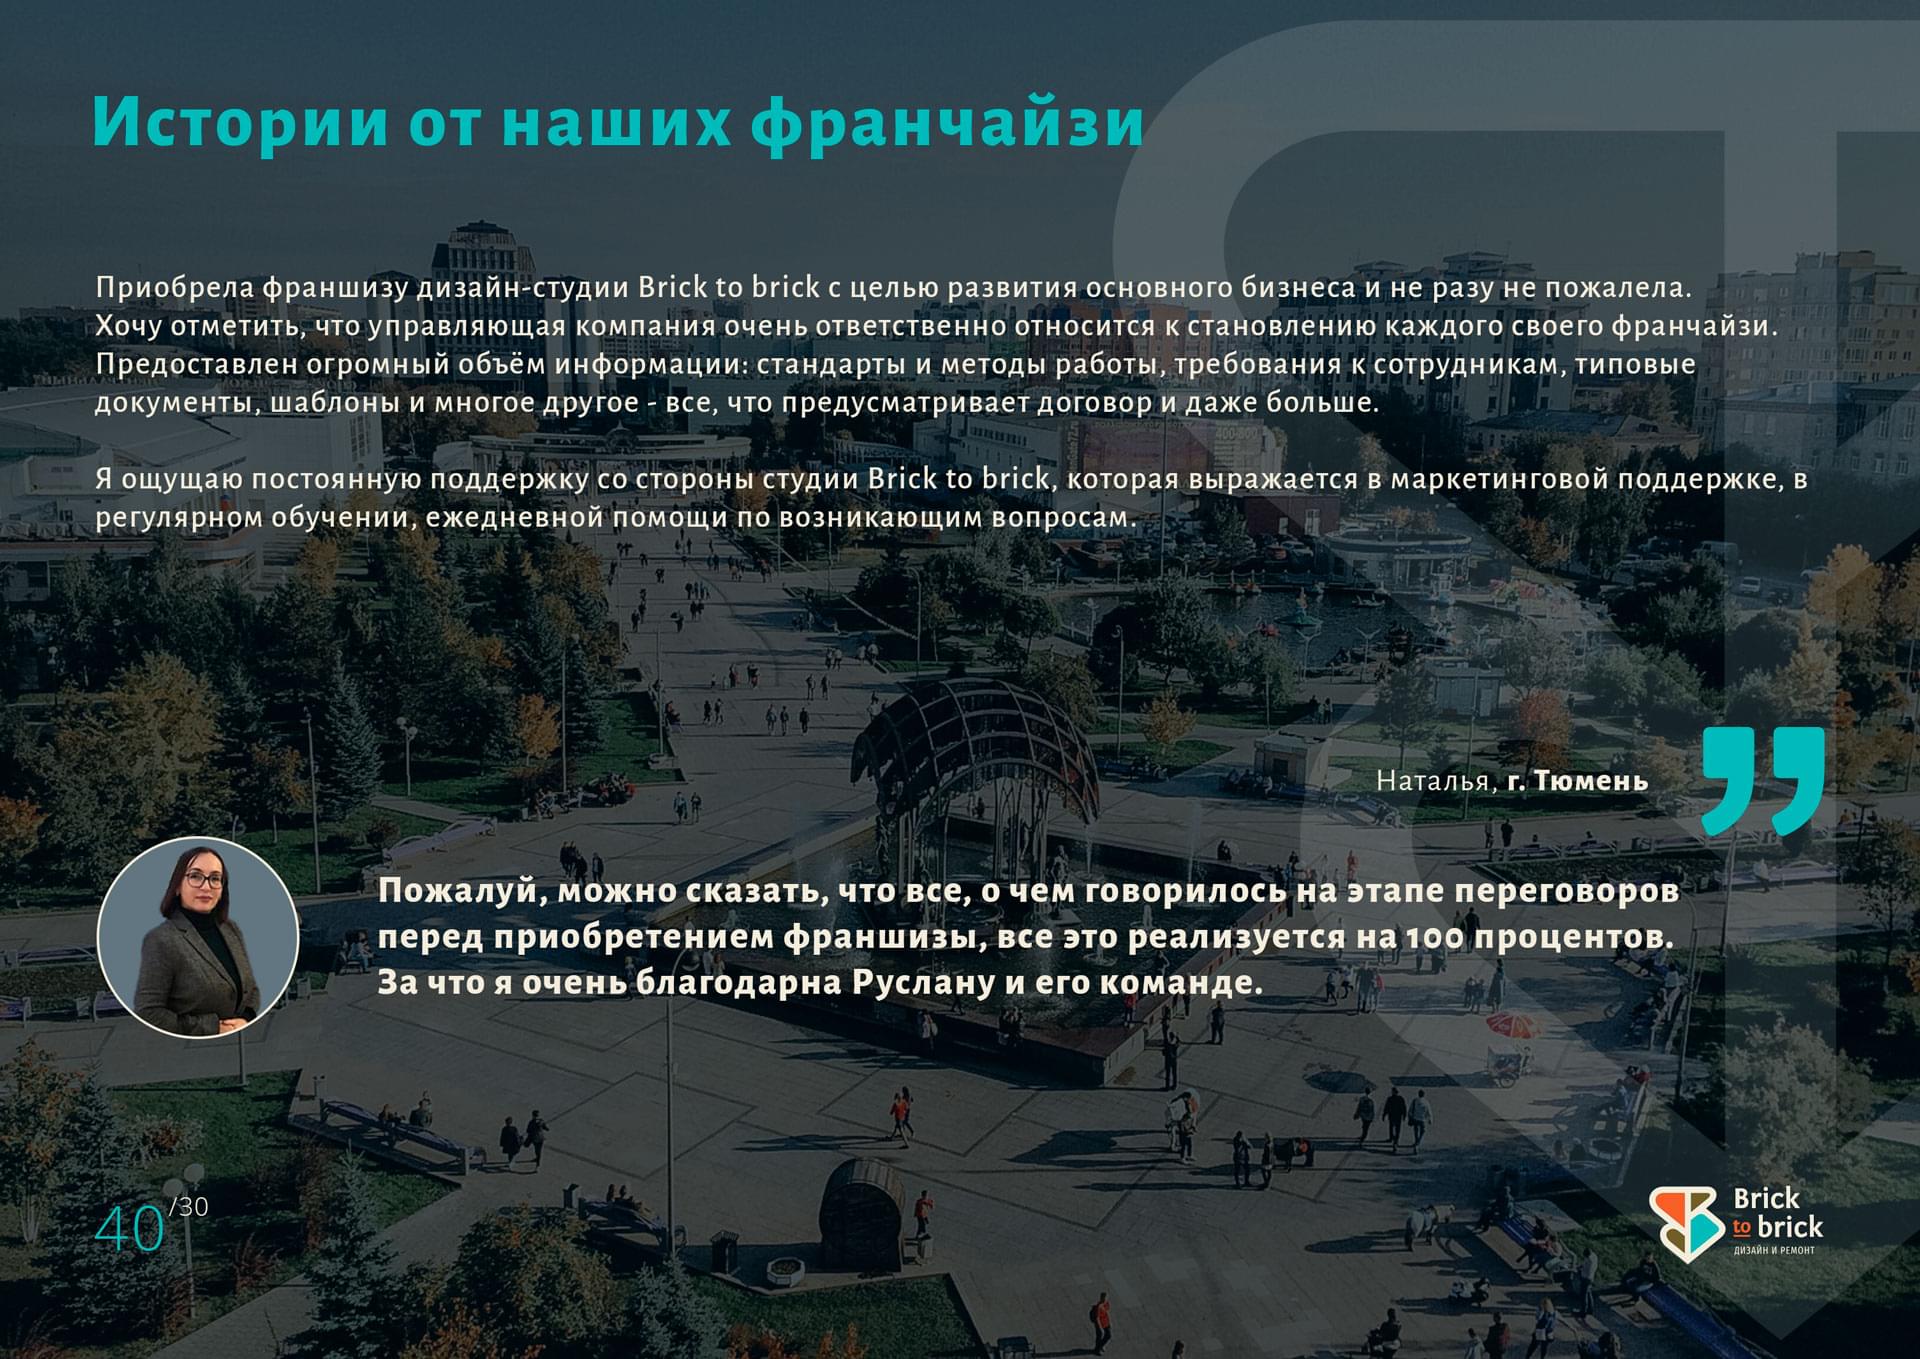 Истории от наших франчайзи
Приобрела франшизу дизайн-студии Brick to brick с целью развития основного бизнеса и не разу не пожалела.
Хочу отметить, что управляющая компания очень ответственно относится к становлению каждого своего франчайзи.
Предоставлен огромный объём информации: стандарты и методы работы, требования к сотрудникам, типовые
документы, шаблоны и многое другое - все, что предусматривает договор и даже больше.
Я ощущаю постоянную поддержку со стороны студии Brick to brick, которая выражается в маркетинговой поддержке, в
регулярном обучении, ежедневной помощи по возникающим вопросам.
Наталья, г. Тюмень
”
Пожалуй, можно сказать, что все, о чем говорилось на этапе переговоров
перед приобретением франшизы, все это реализуется на 100 процентов.
За что я очень благодарна Руслану и его команде.
40/30
Brick
to brick
ДИЗАЙН И РЕМОНТ